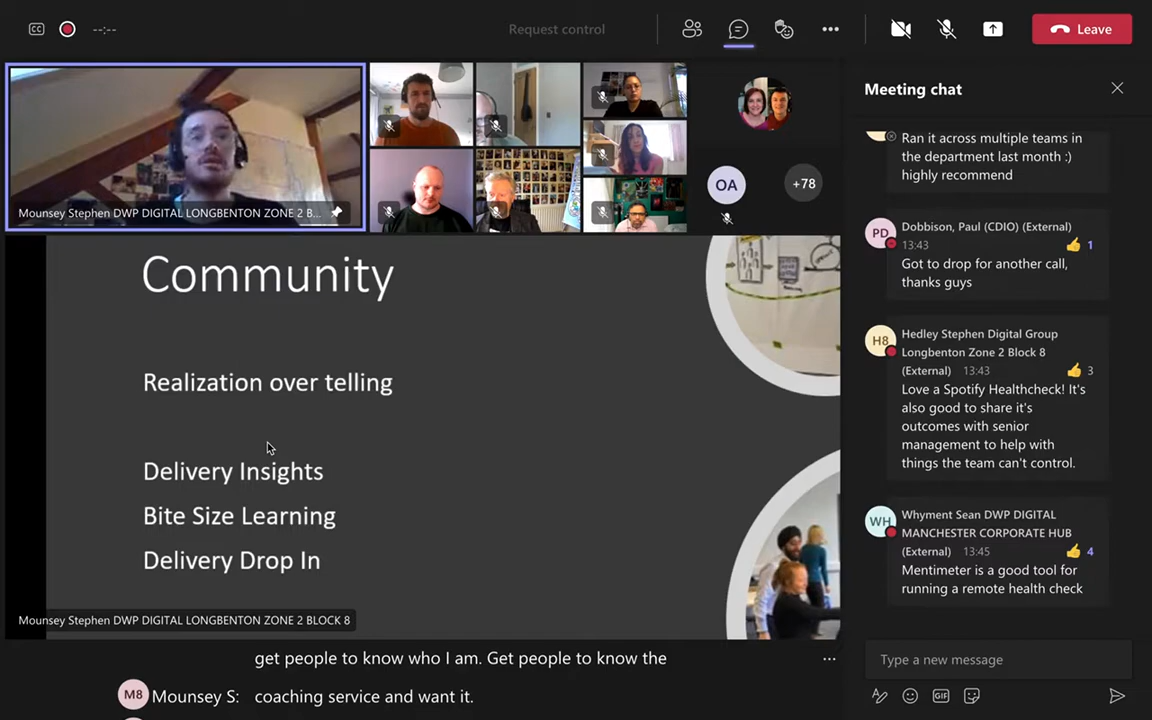 CC
--:--
Request control
Leave
Mounsey Stephen DWP DIGITAL LONGBENTON ZONE 2 B...
OA
+78
Meeting chat
Ran it across multiple teams in
the department last month :)
highly recommend
PD
Dobbison, Paul (CDIO) (External)
13:43
1
Got to drop for another call,
thanks guys
H8
Hedley Stephen Digital Group
Longbenton Zone 2 Block 8
(External) 13:43
3
Love a Spotify Healthcheck! It's
also good to share it's
outcomes with senior
management to help with
things the team can't control.
WH
Whyment Sean DWP DIGITAL
MANCHESTER CORPORATE HUB
(External) 13:45
4
Mentimeter is a good tool for
running a remote health check
Type a new message
GIF
Community
Realization over telling
Delivery Insights
Bite Size Learning
Delivery Drop In
Mounsey Stephen DWP DIGITAL LONGBENTON ZONE 2 BLOCK 8
get people to know who I am. Get people to know the
M8 Mounsey S: coaching service and want it.